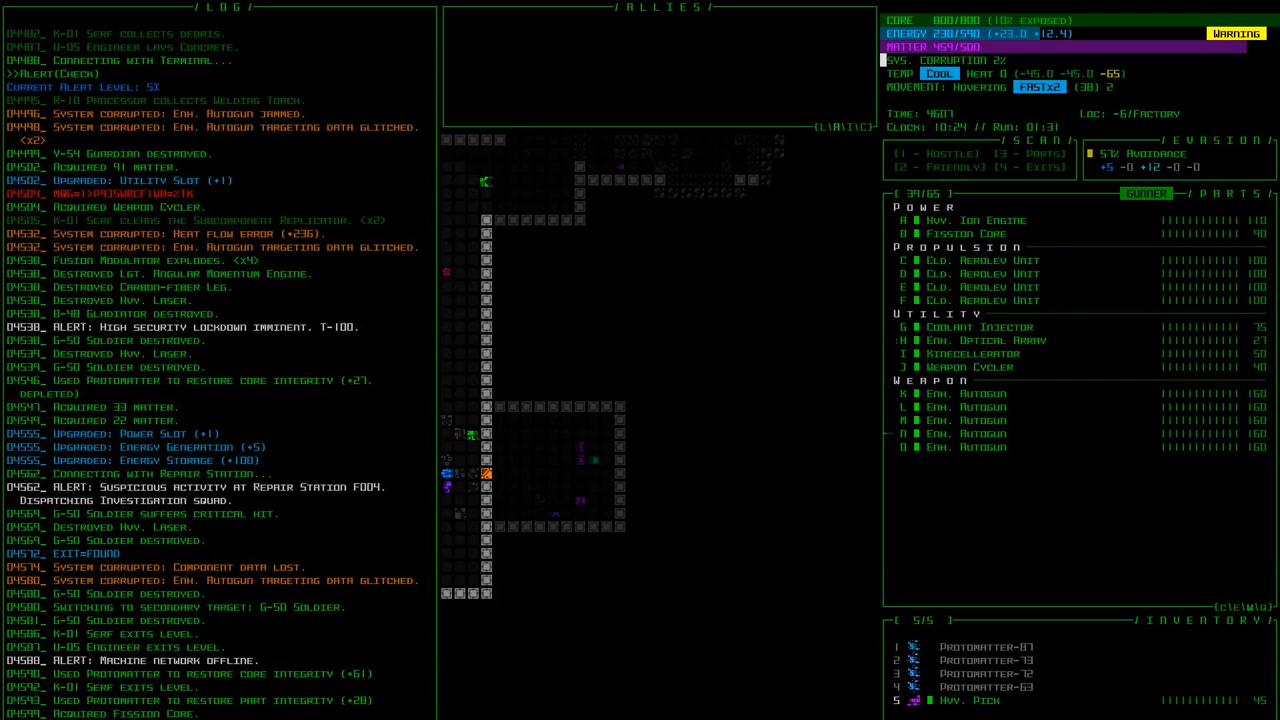 / LOG /
04482_ K-01 Serf collects debris.
04487_ U-05 Engineer lays Concrete.
04488_ Connecting with Terminal...
>>Alert(Check)
Current Alert Level: 5%
04495_ R-10 Processor collects Welding Torch.
04496_ System corrupted: Enh. Autogun jammed.
04498_ System corrupted: Enh. Autogun targeting data glitched.
<x2>
04499_ Y-54 Guardian destroyed.
04502_ Acquired 91 matter.
04502_ Upgraded: Utility Slot (+1)
04504_ Acquired Weapon Cycler.
04505_ K-01 Serf cleans the Subcomponent Replicator. <x2>
04532_ System corrupted: Heat flow error (+236).
04532_ System corrupted: Enh. Autogun targeting data glitched.
04538_ Fusion Modulator explodes. <x4>
04538_ Destroyed Lgt. Angular Momentum Engine.
04538_ Destroyed Carbon-fiber Leg.
04538_ Destroyed Hvy. Laser.
04538_ B-48 Gladiator destroyed.
04538_ ALERT: High security lockdown imminent, T-100.
04538_ G-50 Soldier destroyed.
04539_ Destroyed Hvy. Laser.
04539_ G-50 Soldier destroyed.
04546_ Used Protomatter to restore core integrity (+27.
depleted)
04547_ Acquired 33 matter.
04549_ Acquired 22 matter.
04555_ Upgraded: Power Slot (+1)
04555_ Upgraded: Energy Generation (+5)
04555_ Upgraded: Energy Storage (+100)
04562_ Connecting with Repair Station...
04562_ ALERT: Suspicious activity at Repair Station F004.
Dispatching Investigation squad.
04569_ G-50 Soldier suffers critical hit.
04569_ Destroyed Hvy. Laser.
04569_ G-50 Soldier destroyed.
04572_ EXIT=FOUND
04574_ System corrupted: Component data lost.
04580_ System corrupted: Enh. Autogun targeting data glitched.
04580_ G-50 Soldier destroyed.
04580_ Switching to secondary target: G-50 Soldier.
04581_ G-50 Soldier destroyed.
04586_ K-01 Serf exits level.
04587_ U-05 Engineer exits level.
04588_ ALERT: Machine network offline.
04590_ Used Protomatter to restore core integrity (+61)
04592_ K-01 Serf exits level.
04593_ Used Protomatter to restore part integrity (+28)
04599_ Acquired Fission Core.
/ ALLIES /
{L\A\I\C}
CORE 800/800 (10% exposed)
ENERGY 238/590 (+23.0 +12.4) Warning
MATTER 459/500
SYS. CORRUPTION 2%
TEMP Cool HEAT 0 (-45.0 -45.0 -65)
MOVEMENT: Hovering FASTx2 (38) 2
Time: 4607 Loc: -6/Factory
Clock: 10:24 // Run: 01:31
/ SCAN /
[1 - Hostile] [3 - Parts]
[2 - Friendly] [4 - Exits]
/ EVASION
57% Avoidance
+5 -0 +12 -0 -0
[ 39/65 ] GUNNER / PARTS /
Power
A Hvy. Ion Engine 110
B Fission Core 90
Propulsion
C Cld. Aerolev Unit 100
D Cld. Aerolev Unit 100
E Cld. Aerolev Unit 100
F Cld. Aerolev Unit 100
Utility
G Coolant Injector 75
:H Enh. Optical Array 27
I Kinecellerator 50
J Weapon Cycler 40
Weapon
K Enh. Autogun 160
L Enh. Autogun 160
M Enh. Autogun 160
N Enh. Autogun 160
O Enh. Autogun 160
{C\E\W\Q}
[ 5/5 ] / INVENTORY /
1 Protomatter-87
2 Protomatter-73
3 Protomatter-72
4 Protomatter-63
5 Hvy. Pick 45